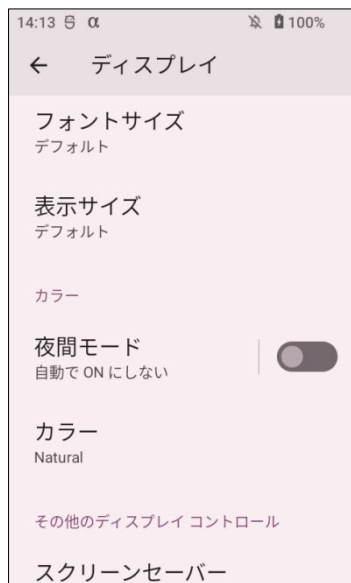 14:13 α 100%
ディスプレイ
フォントサイズ
デフォルト
表示サイズ
デフォルト
カラー
夜間モード
自動で ON にしない
カラー
Natural
その他のディスプレイ コントロール
スクリーンセーバー